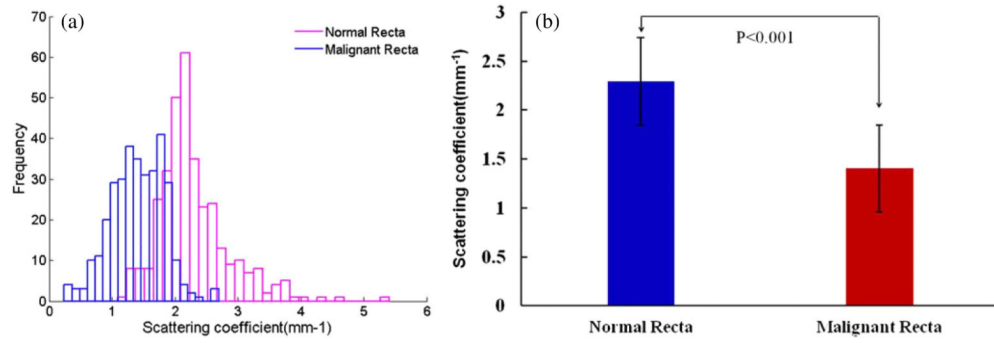 (a)
Normal Recta
Malignant Recta
Frequency
70
60
50
40
30
20
10
0
0 1 2 3 4 5 6
Scattering coefficient(mm-1)
(b)
P<0.001
Scattering coefficient(mm⁻¹)
3
2.5
2
1.5
1
0.5
0
Normal Recta Malignant Recta